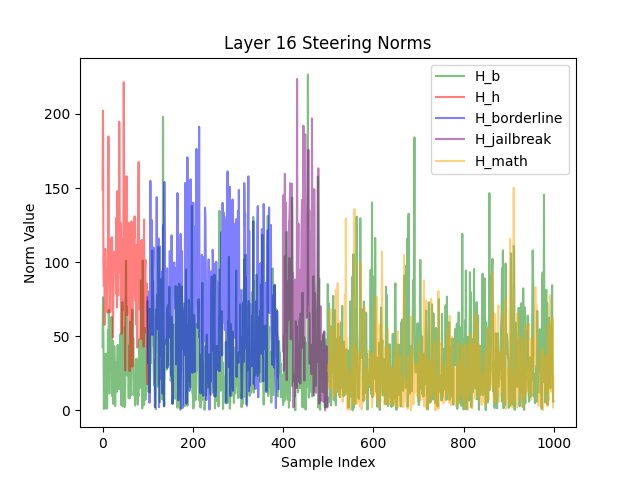 Layer 16 Steering Norms
H_b
H_h
H_borderline
H_jailbreak
H_math
Norm Value
200
150
100
50
0
0
200
400
600
800
1000
Sample Index